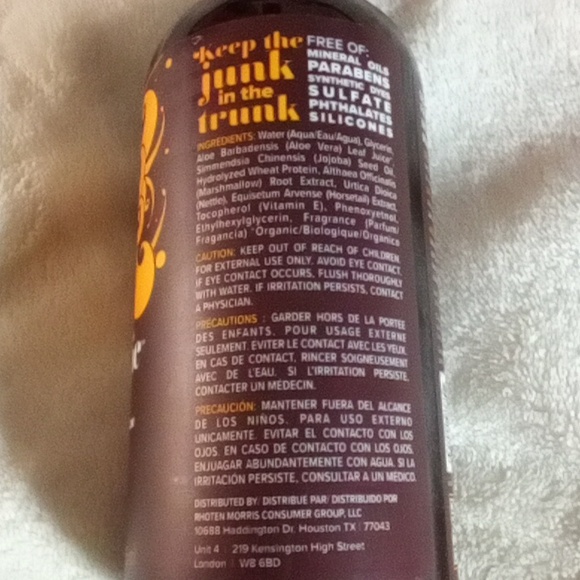 Keep the
junk
in the
trunk
FREE OF:
MINERAL OILS
PARABENS
SYNTHETIC DYES
SULFATE
PHTHALATES
SILICONES
INGREDIENTS: Water (Aqua/Eau/Agua), Glycerin,
Aloe Barbadensis (Aloe Vera) Leaf Juice*,
Simmondsia Chinensis (Jojoba) Seed Oil,
Hydrolyzed Wheat Protein, Althaea Officinalis
(Marshmallow) Root Extract, Urtica Dioica
(Nettle), Equisetum Arvense (Horsetail) Extract,
Tocopherol (Vitamin E), Phenoxyetnol,
Ethylhexylglycerin, Fragrance (Parfum/
Fragancia) *Organic/Biologique/Orgánico
CAUTION: KEEP OUT OF REACH OF CHILDREN.
FOR EXTERNAL USE ONLY. AVOID EYE CONTACT.
IF EYE CONTACT OCCURS, FLUSH THOROUGHLY
WITH WATER. IF IRRITATION PERSISTS, CONTACT
A PHYSICIAN.
PRÉCAUTIONS : GARDER HORS DE LA PORTEE
DES ENFANTS. POUR USAGE EXTERNE
SEULEMENT. EVITER LE CONTACT AVEC LES YEUX.
EN CAS DE CONTACT, RINCER SOIGNEUSEMENT
AVEC DE L'EAU. SI L'IRRITATION PERSISTE,
CONTACTER UN MEDECIN.
PRECAUCIÓN: MANTENER FUERA DEL ALCANCE
DE LOS NIÑOS. PARA USO EXTERNO
ÚNICAMENTE. EVITAR EL CONTACTO CON LOS
OJOS. EN CASO DE CONTACTO CON LOS OJOS,
ENJUAGAR ABUNDANTEMENTE CON AGUA. SI LA
IRRITACIÓN PERSISTE, CONSULTAR A UN MÉDICO.
DISTRIBUTED BY/ DISTRIBUE PAR/ DISTRIBUIDO POR
RHOTEN MORRIS CONSUMER GROUP, LLC
10688 Haddington Dr. Houston TX | 77043
Unit 4 | 219 Kensington High Street
London | W8 6BD